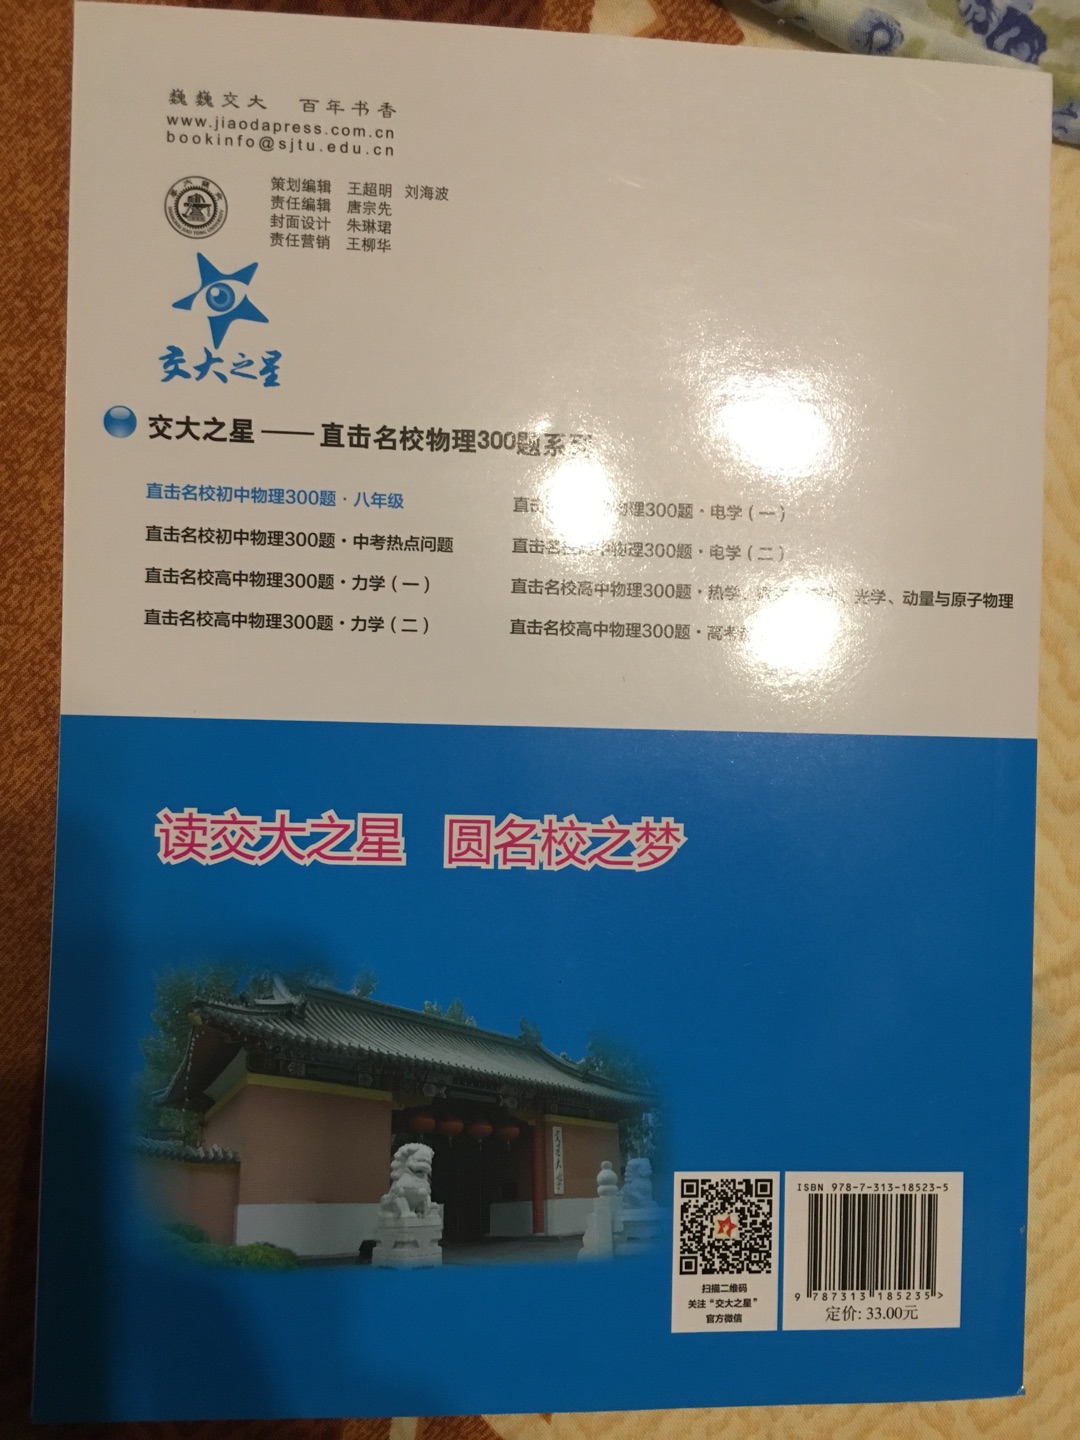 巍巍交大 百年书香
www.jiaodapress.com.cn
bookinfo@sjtu.edu.cn
策划编辑 王超明 刘海波
责任编辑 唐宗先
封面设计 朱琳珺
责任营销 王柳华
交大之星
交大之星——直击名校物理300题系列
直击名校初中物理300题·八年级
直击名校初中物理300题·中考热点问题
直击名校高中物理300题·力学(一)
直击名校高中物理300题·力学(二)
直击 物理300题·电学(一)
直击名校 中物理300题·电学(二)
直击名校高中物理300题·热学、 光学、动量与原子物理
直击名校高中物理300题·高考
读交大之星 圆名校之梦
扫描二维码
关注“交大之星”
官方微信
ISBN 978-7-313-18523-5
9 787313 185235 >
定价: 33.00元